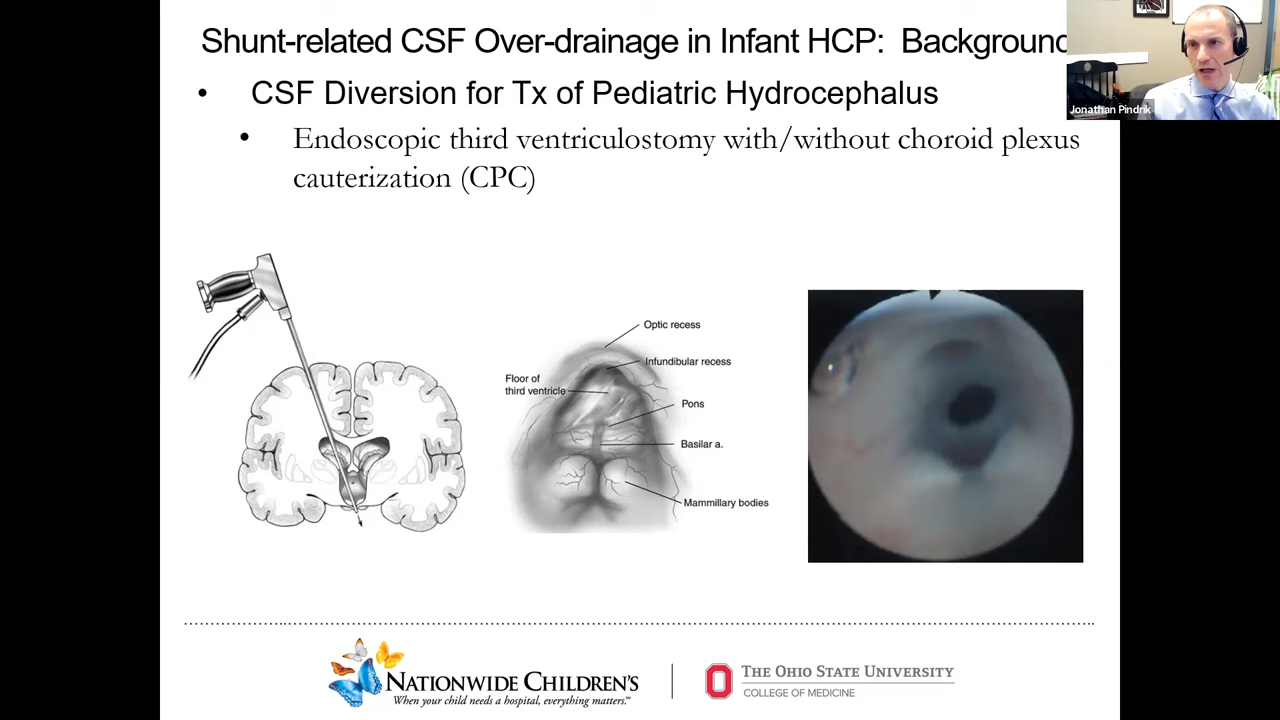 Shunt-related CSF Over-drainage in Infant HCP: Background
Jonathan Pindrik
• CSF Diversion for Tx of Pediatric Hydrocephalus
• Endoscopic third ventriculostomy with/without choroid plexus
cauterization (CPC)
Optic recess
Infundibular recess
Floor of
third ventricle
Pons
Basilar a.
Mammillary bodies
NATIONWIDE CHILDREN'S
When your child needs a hospital, everything matters.℠
THE OHIO STATE UNIVERSITY
COLLEGE OF MEDICINE